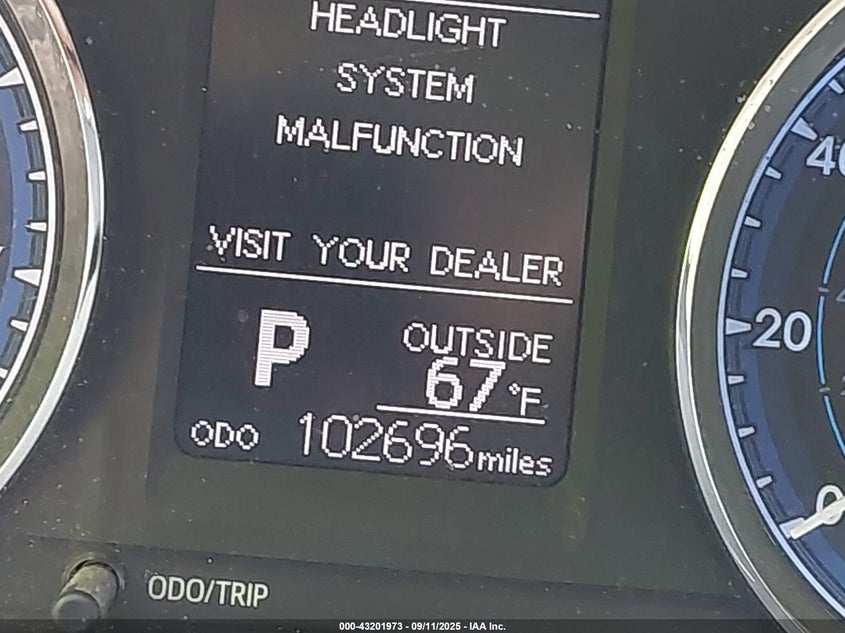 HEADLIGHT
SYSTEM
MALFUNCTION
VISIT YOUR DEALER
P
OUTSIDE
67°F
ODO 102696 miles
ODO/TRIP
40
20
0
000-43201973 - 09/11/2025 - IAA Inc.